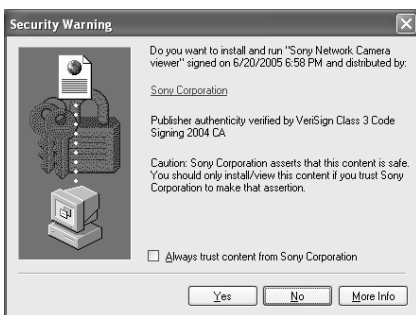 Security Warning
Do you want to install and run "Sony Network Camera
viewer" signed on 6/20/2005 6:58 PM and distributed by:
Sony Corporation
Publisher authenticity verified by VeriSign Class 3 Code
Signing 2004 CA
Caution: Sony Corporation asserts that this content is safe.
You should only install/view this content if you trust Sony
Corporation to make that assertion.
Always trust content from Sony Corporation
Yes No More Info